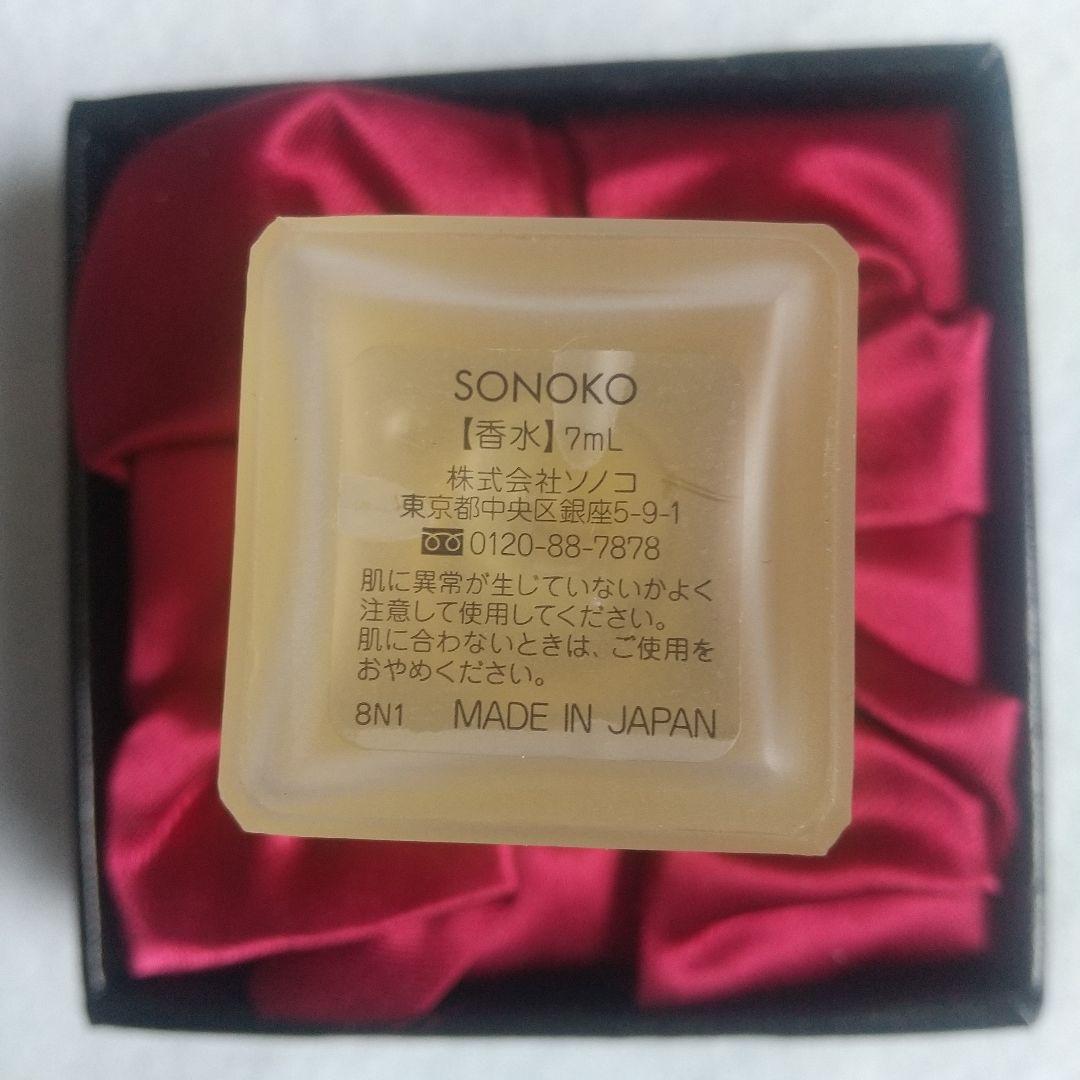 SONOKO
【香水】7mL
株式会社ソノコ
東京都中央区銀座5-9-1
0120-88-7878
肌に異常が生じていないかよく
注意して使用してください。
肌に合わないときは、ご使用を
おやめください。
8N1 MADE IN JAPAN